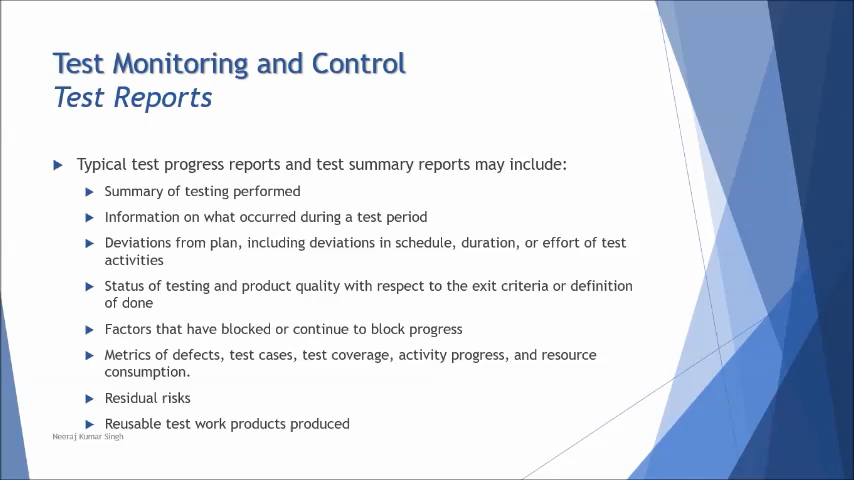 Test Monitoring and Control
Test Reports
Typical test progress reports and test summary reports may include:
Summary of testing performed
Information on what occurred during a test period
Deviations from plan, including deviations in schedule, duration, or effort of test
activities
Status of testing and product quality with respect to the exit criteria or definition
of done
Factors that have blocked or continue to block progress
Metrics of defects, test cases, test coverage, activity progress, and resource
consumption.
Residual risks
Reusable test work products produced
Neeraj Kumar Singh